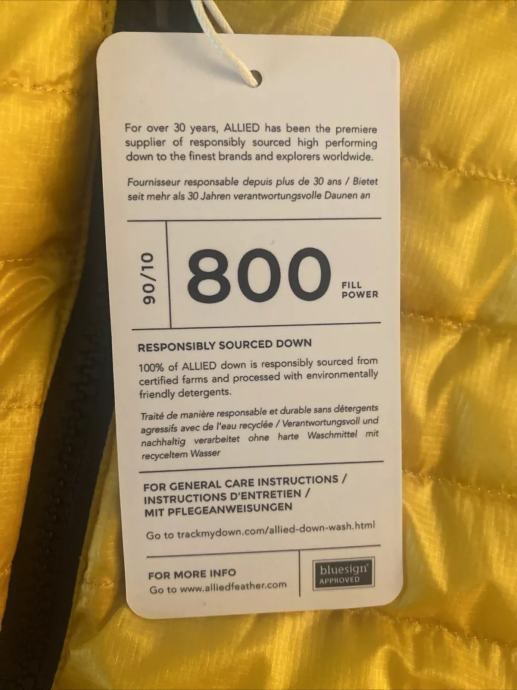 For over 30 years, ALLIED has been the premiere
supplier of responsibly sourced high performing
down to the finest brands and explorers worldwide.
Fournisseur responsable depuis plus de 30 ans / Bietet
seit mehr als 30 Jahren verantwortungsvolle Daunen an
90/10
800
FILL
POWER
RESPONSIBLY SOURCED DOWN
100% of ALLIED down is responsibly sourced from
certified farms and processed with environmentally
friendly detergents.
Traité de manière responsable et durable sans détergents
agressifs avec de l'eau recyclée / Verantwortungsvoll und
nachhaltig verarbeitet ohne harte Waschmittel mit
recyceltem Wasser
FOR GENERAL CARE INSTRUCTIONS /
INSTRUCTIONS D'ENTRETIEN /
MIT PFLEGEANWEISUNGEN
Go to trackmydown.com/allied-down-wash.html
FOR MORE INFO
Go to www.alliedfeather.com
bluesign®
APPROVED